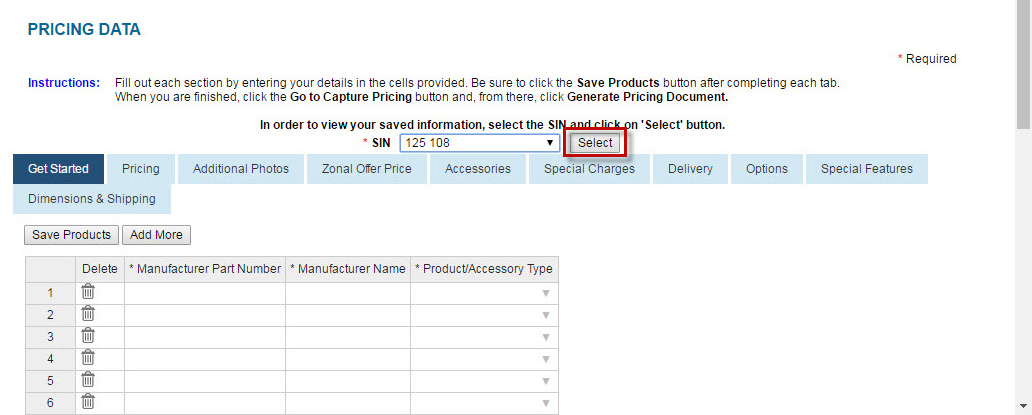 PRICING DATA
* Required
Instructions: Fill out each section by entering your details in the cells provided. Be sure to click the Save Products button after completing each tab.
When you are finished, click the Go to Capture Pricing button and, from there, click Generate Pricing Document.
In order to view your saved information, select the SIN and click on 'Select' button.
* SIN 125 108 Select
Get Started Pricing Additional Photos Zonal Offer Price Accessories Special Charges Delivery Options Special Features
Dimensions & Shipping
Save Products Add More
Delete * Manufacturer Part Number * Manufacturer Name * Product/Accessory Type
1
2
3
4
5
6